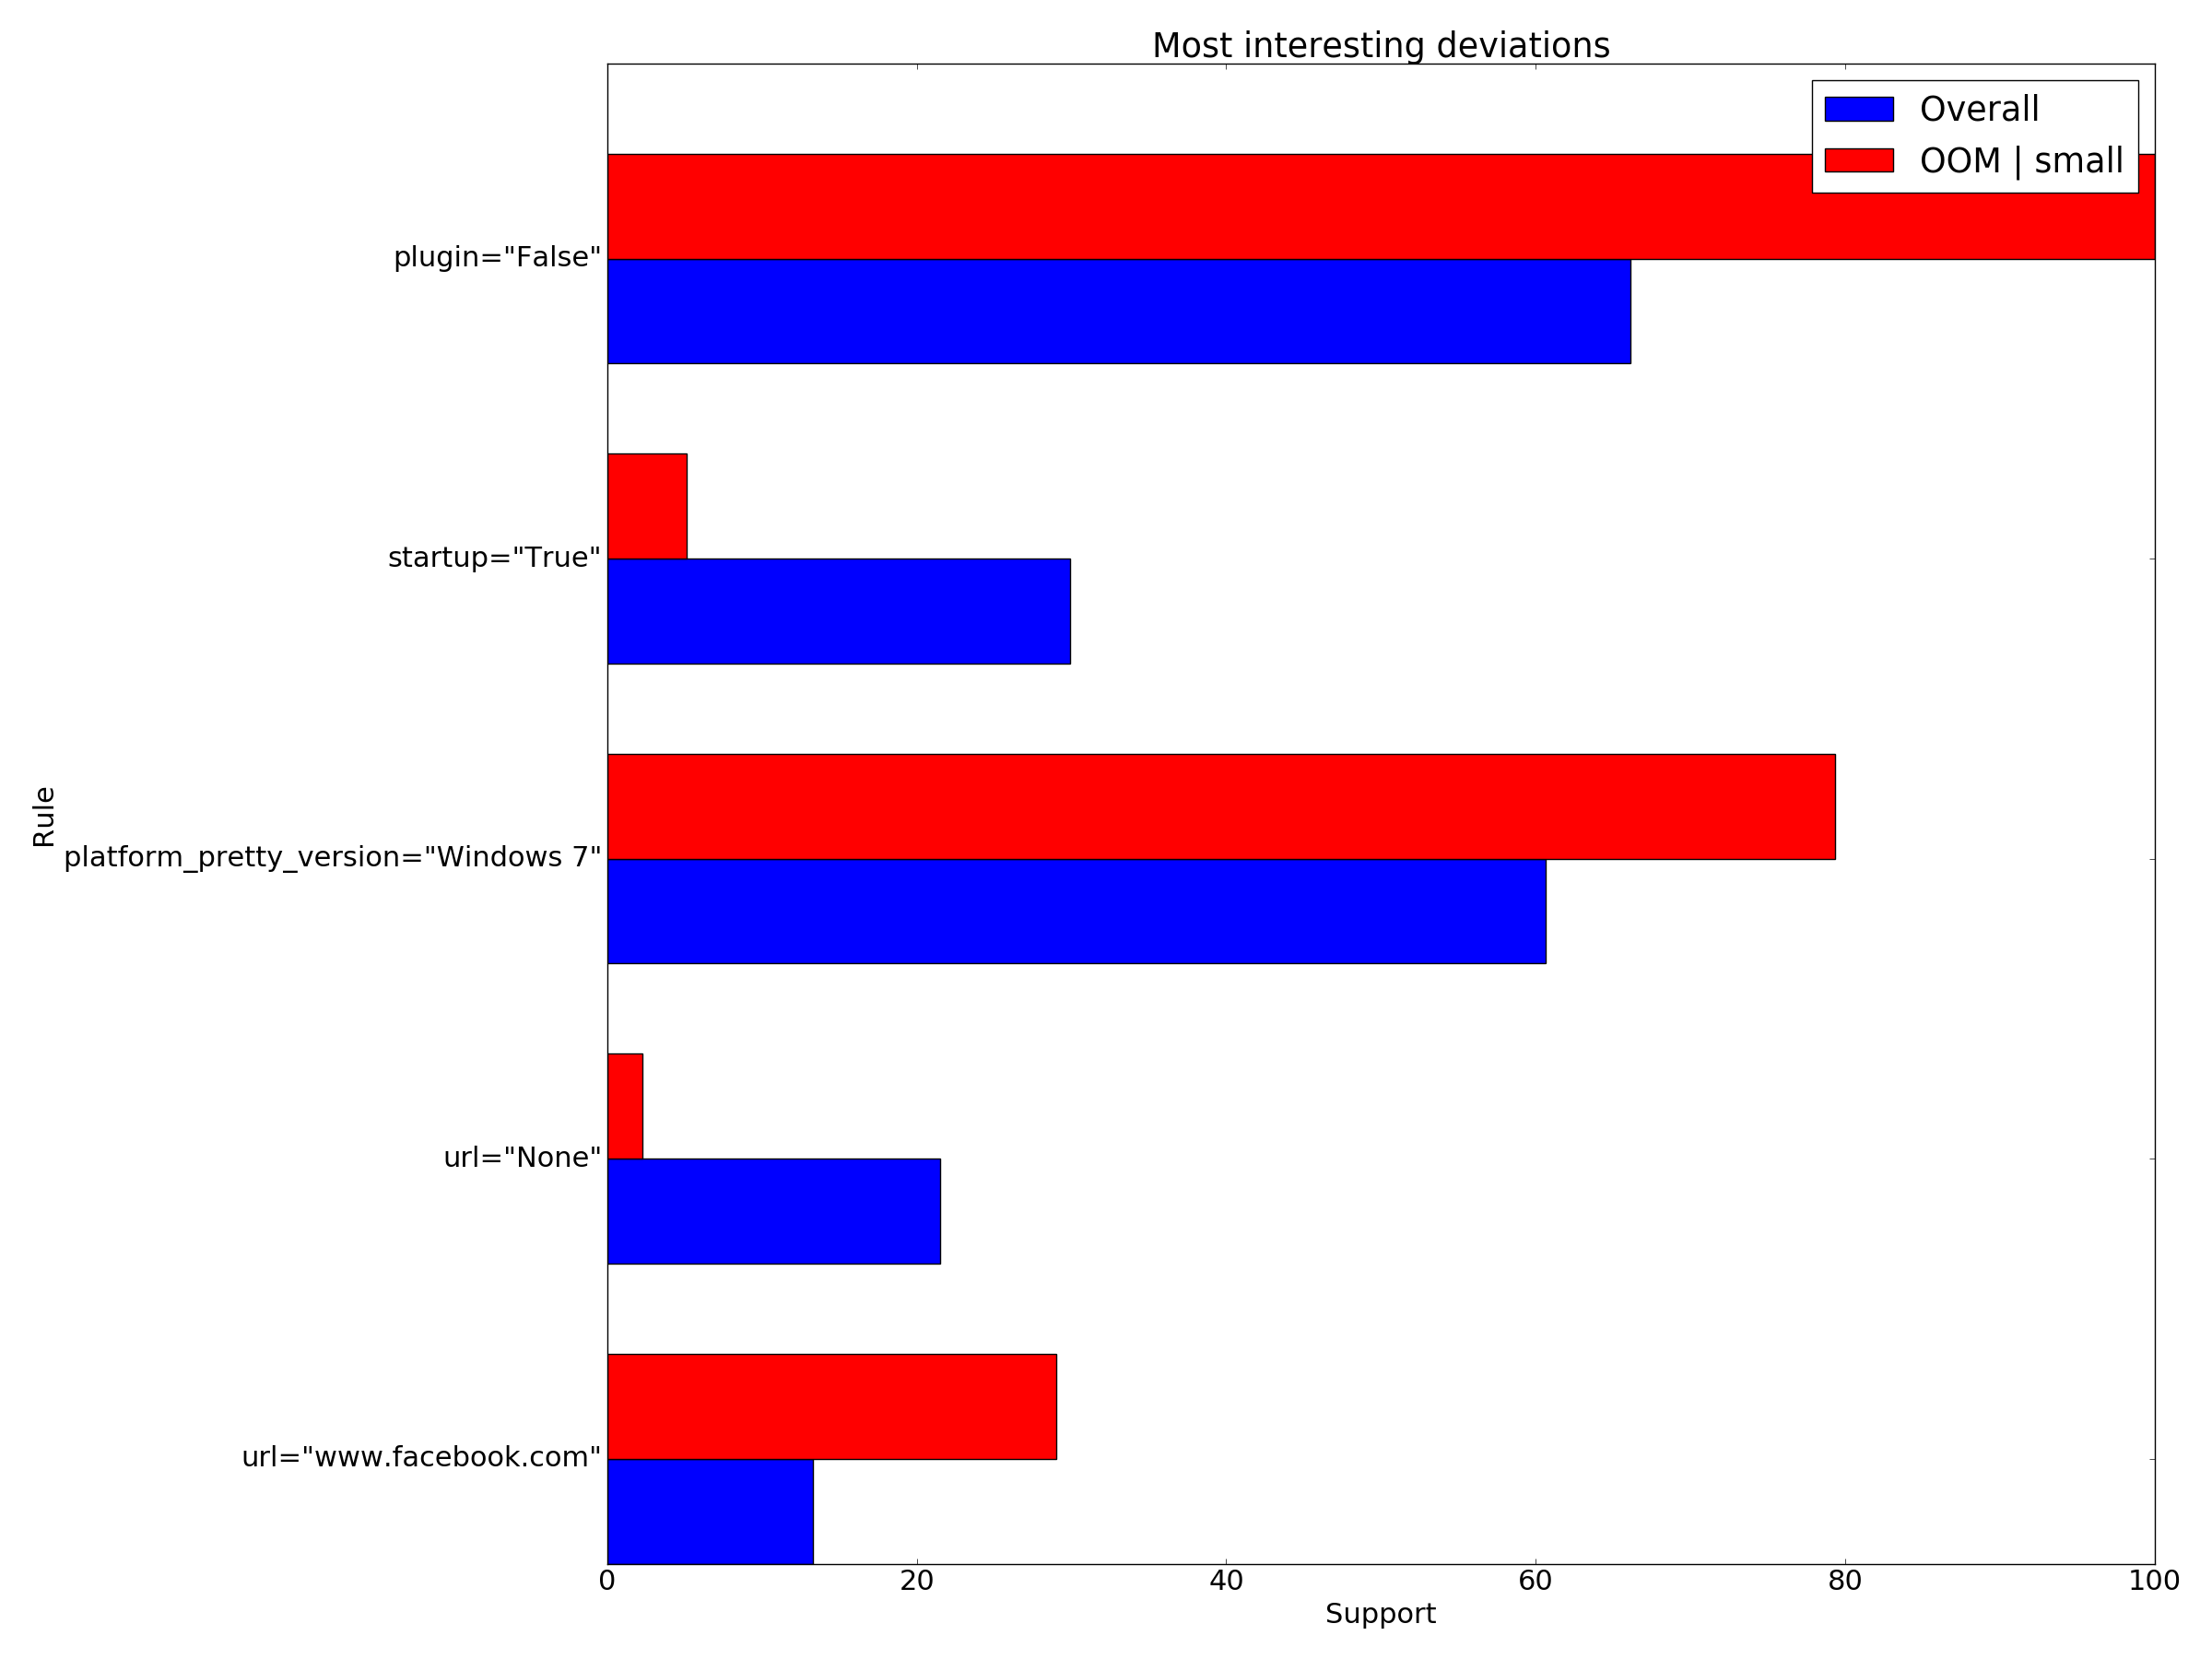 Most interesting deviations
Overall
OOM | small
plugin="False"
startup="True"
platform_pretty_version="Windows 7"
url="None"
url="www.facebook.com"
Rule
0 20 40 60 80 100
Support